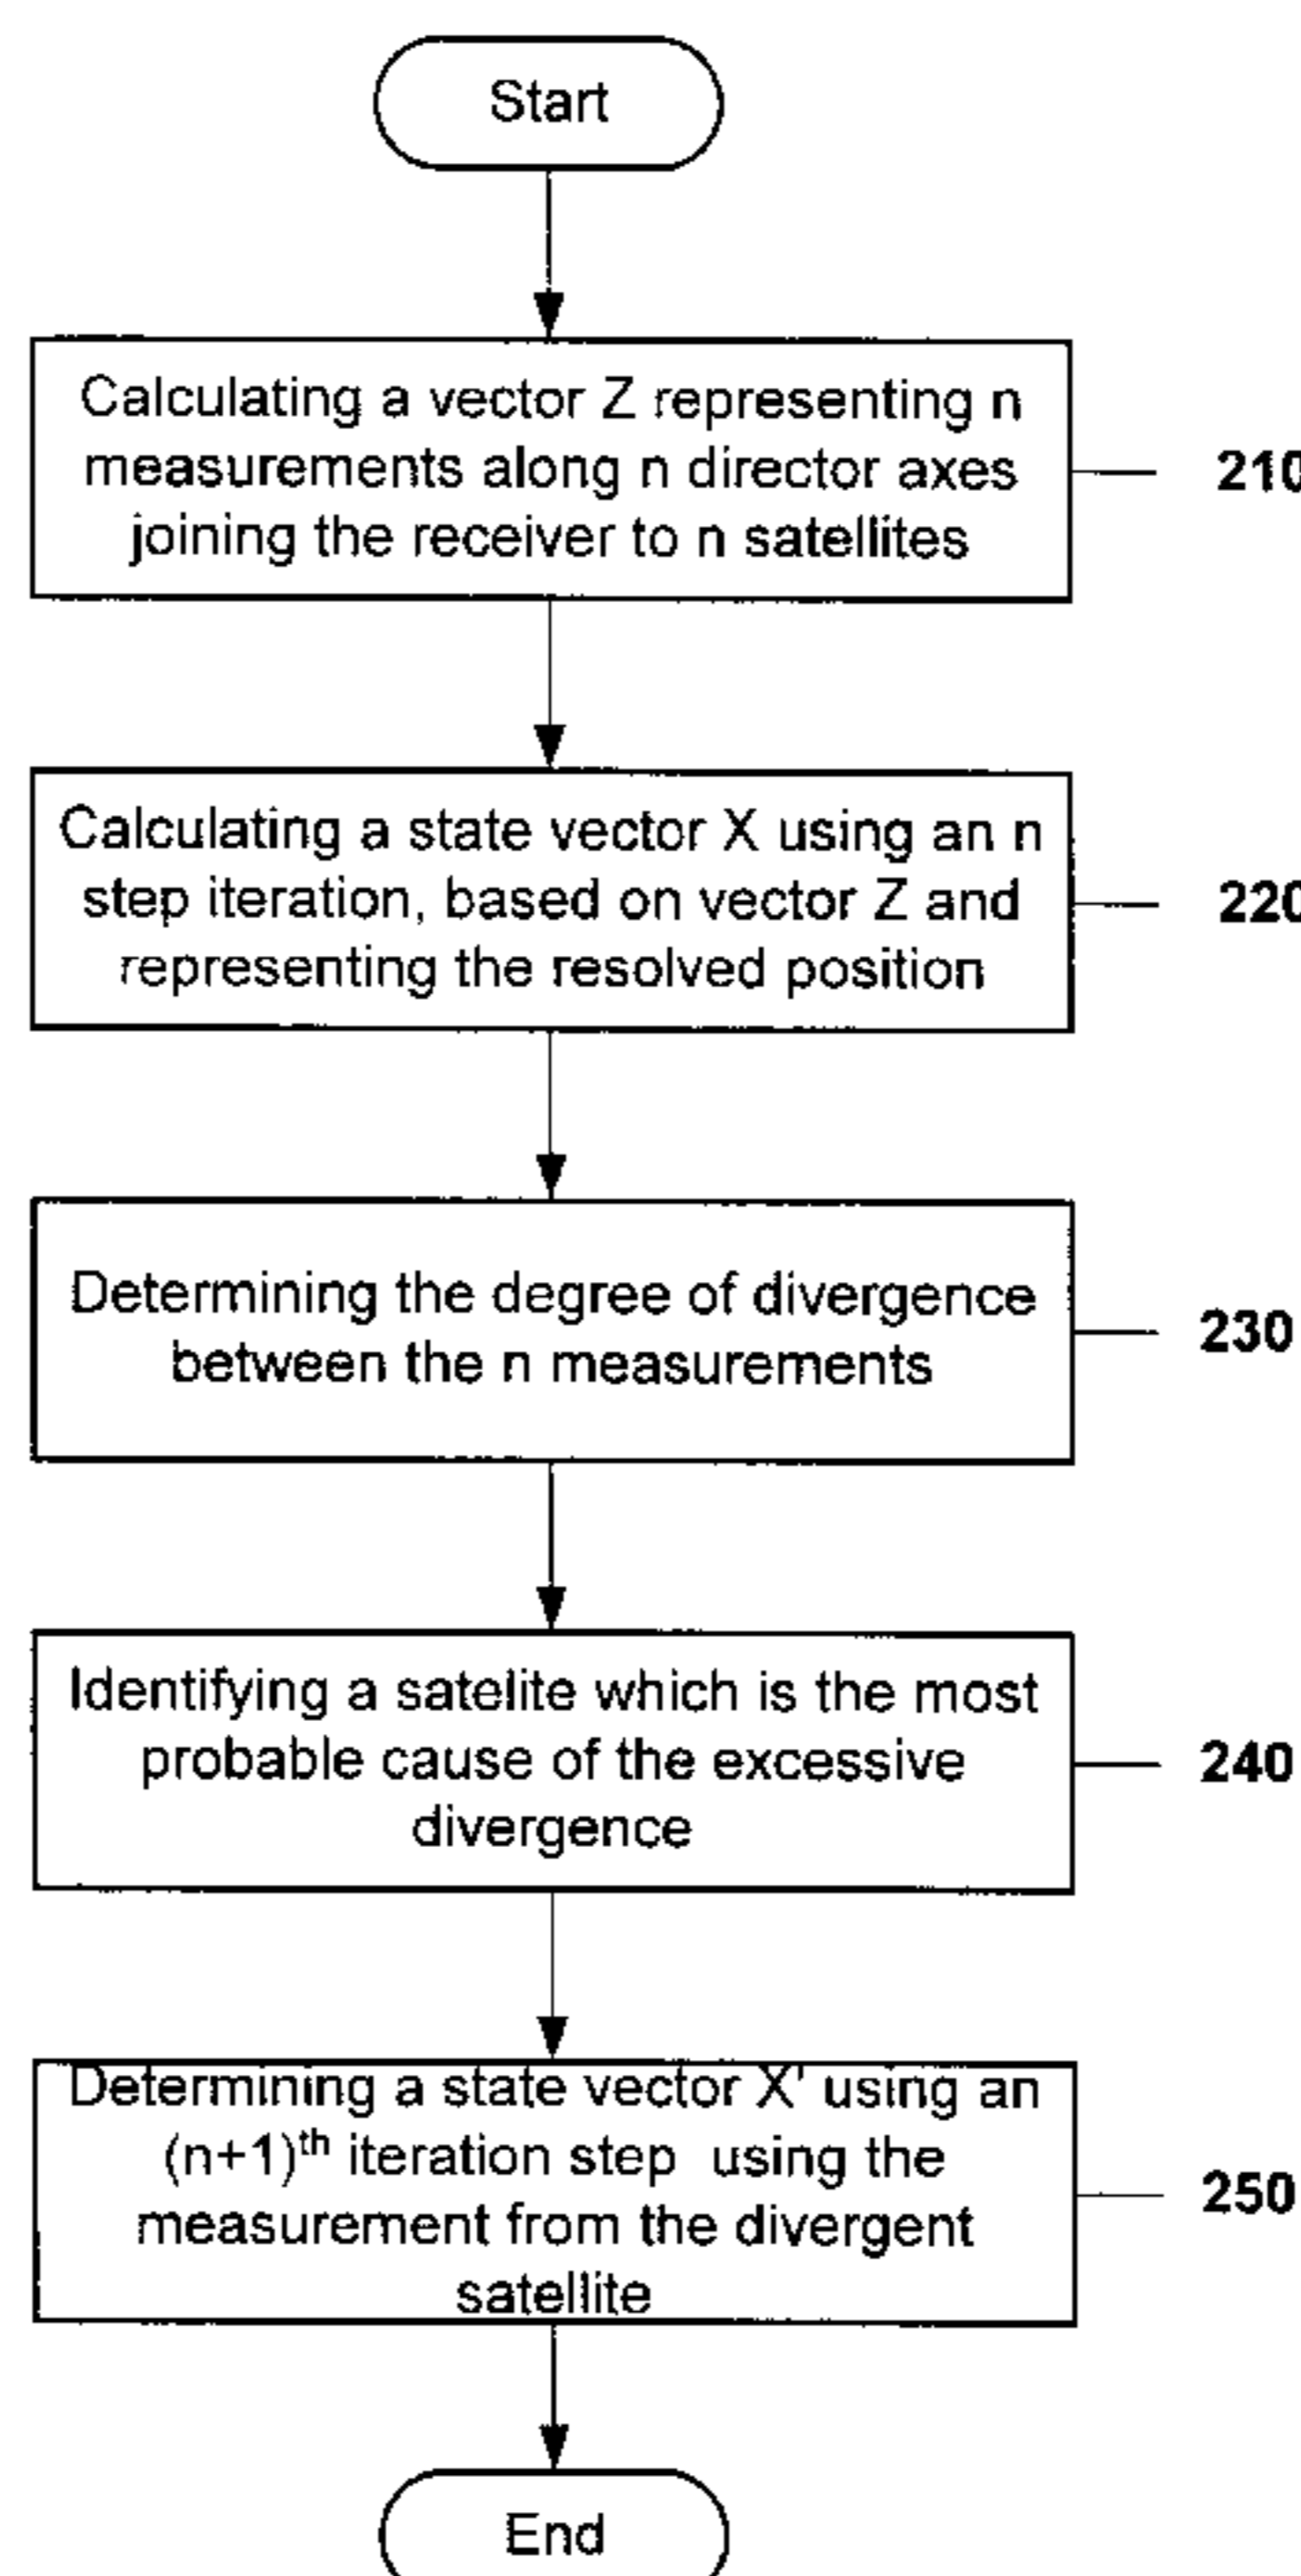 Start
Calculating a vector Z representing n
measurements along n director axes
joining the receiver to n satellites
210
Calculating a state vector X using an n
step iteration, based on vector Z and
representing the resolved position
220
Determining the degree of divergence
between the n measurements
230
Identifying a satelite which is the most
probable cause of the excessive
divergence
240
Determining a state vector X' using an
(n+1)th iteration step using the
measurement from the divergent
satellite
250
End